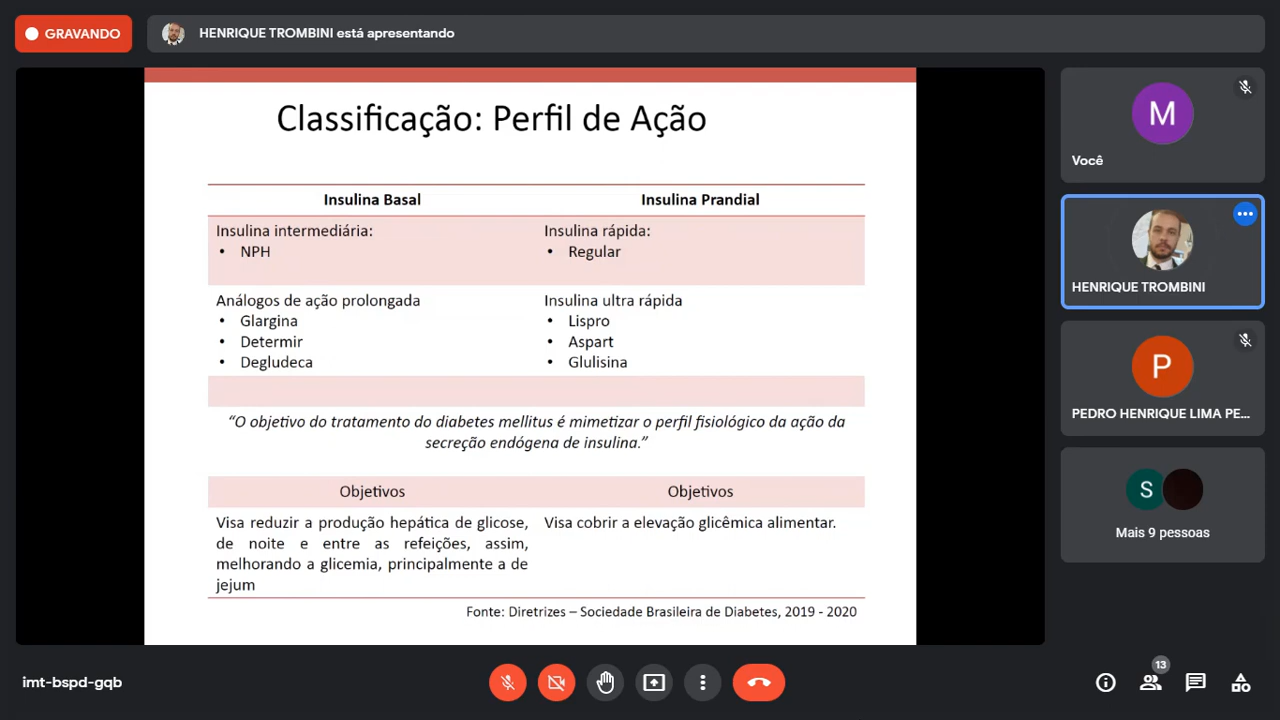 GRAVANDO
HENRIQUE TROMBINI está apresentando
Classificação: Perfil de Ação
Insulina Basal
Insulina Prandial
Insulina intermediária:
• NPH
Insulina rápida:
• Regular
Análogos de ação prolongada
• Glargina
• Determir
• Degludeca
Insulina ultra rápida
• Lispro
• Aspart
• Glulisina
“O objetivo do tratamento do diabetes mellitus é mimetizar o perfil fisiológico da ação da
secreção endógena de insulina.”
Objetivos
Objetivos
Visa reduzir a produção hepática de glicose,
de noite e entre as refeições, assim,
melhorando a glicemia, principalmente a de
jejum
Visa cobrir a elevação glicêmica alimentar.
Fonte: Diretrizes – Sociedade Brasileira de Diabetes, 2019 - 2020
M
Você
HENRIQUE TROMBINI
P
PEDRO HENRIQUE LIMA PE...
S
Mais 9 pessoas
imt-bspd-gqb
13